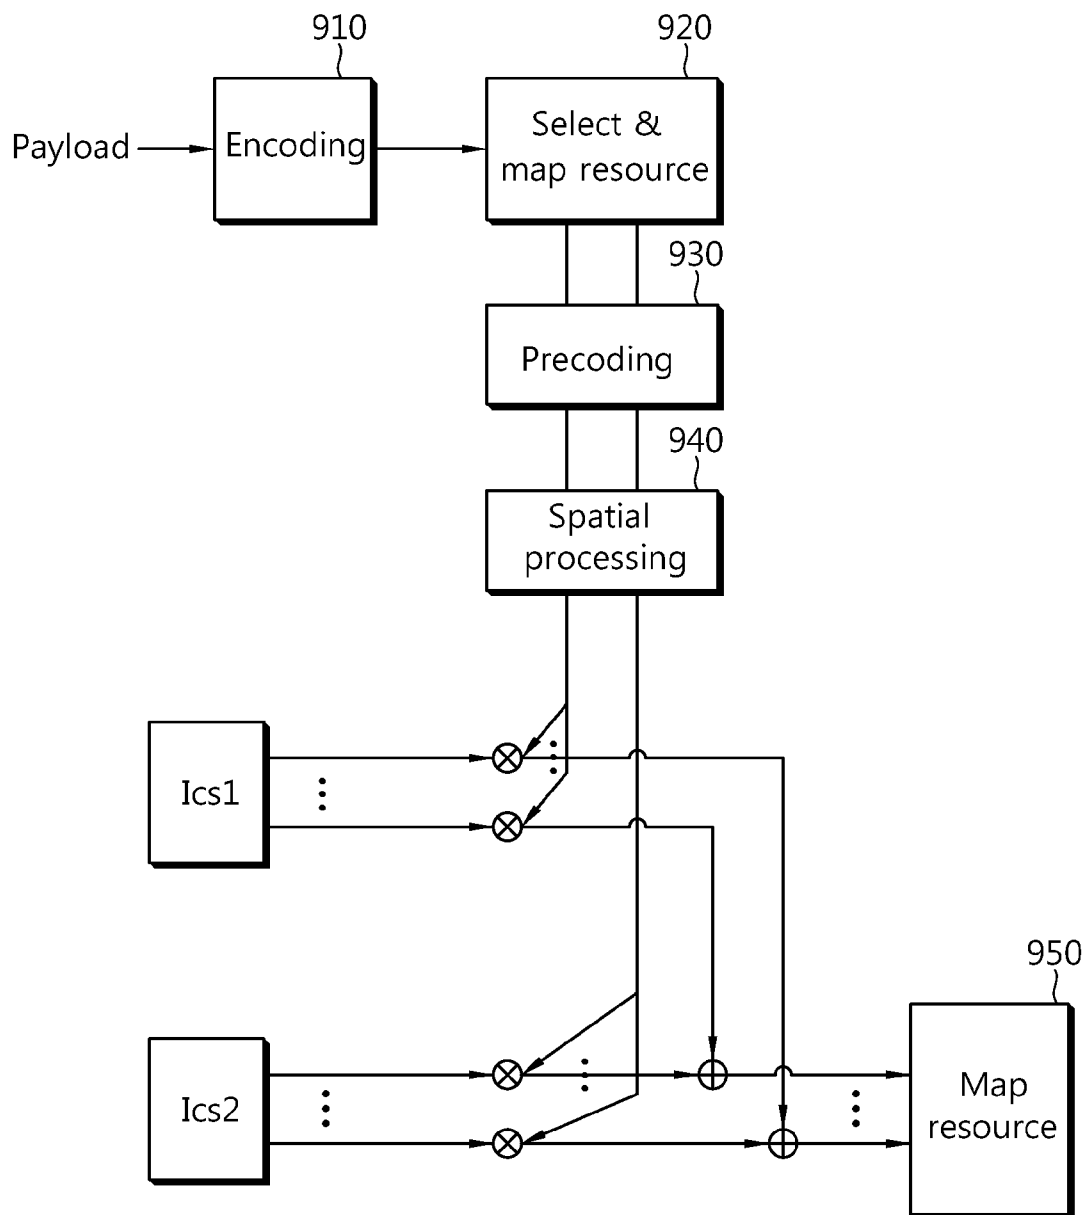 910
920
Payload
Encoding
Select &
map resource
930
Precoding
940
Spatial
processing
Ics1
950
Ics2
Map
resource